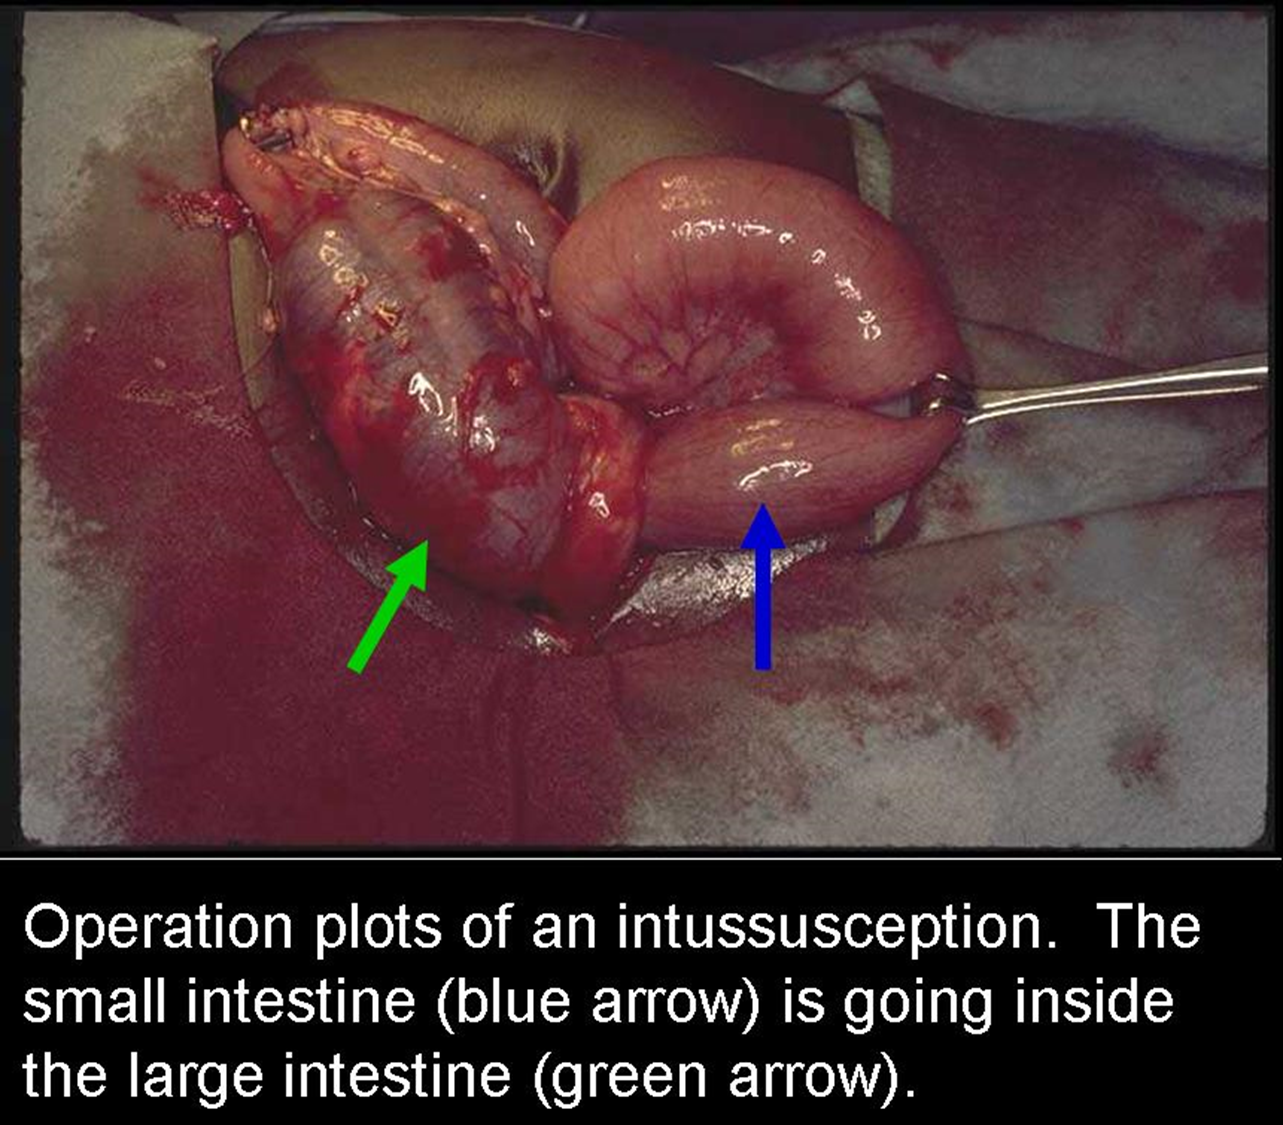 Operation plots of an intussusception.  The
small intestine (blue arrow) is going inside
the large intestine (green arrow).